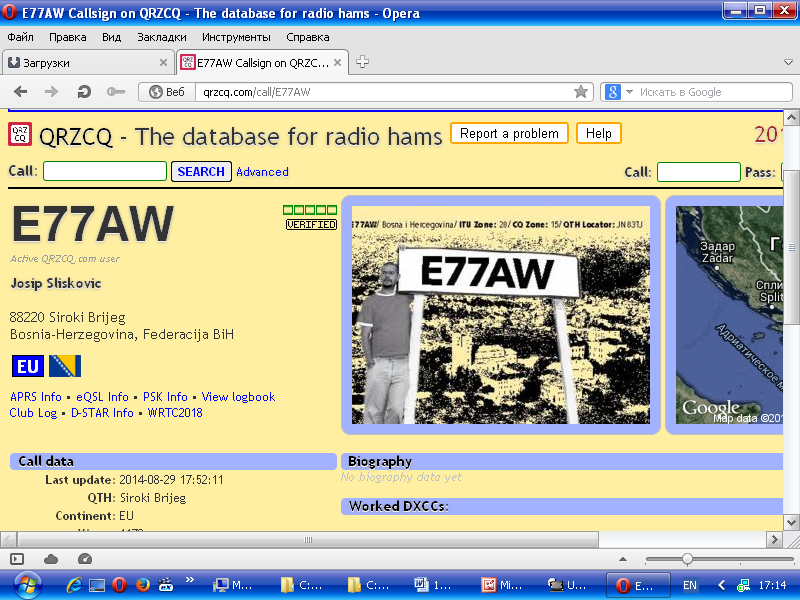 E77AW Callsign on QRZCQ - The database for radio hams - Opera
Файл Правка Вид Закладки Инструменты Справка
Загрузки E77AW Callsign on QRZC...
Веб qrzcq.com/call/E77AW Искать в Google
QRZ CQ QRZCQ - The database for radio hams Report a problem Help 201
Call: SEARCH Advanced Call: Pass:
E77AW
VERIFIED
Active QRZCQ.com user
Josip Sliskovic
88220 Siroki Brijeg
Bosnia-Herzegovina, Federacija BiH
EU
APRS Info • eQSL Info • PSK Info • View logbook
Club Log • D-STAR Info • WRTC2018
E77AW/ Bosna i Hercegovina/ ITU Zone: 28/ CQ Zone: 15/ QTH Locator: JN83TJ
E77AW
Задар
Zadar
Г
Сплит
Split
Адриатическое м
Google
Map data ©201
Call data
Last update: 2014-08-29 17:52:11
QTH: Siroki Brijeg
Continent: EU
Biography
No biography data yet
Worked DXCCs:
M... C:... C:... 1... Mi... U... E... EN 17:14